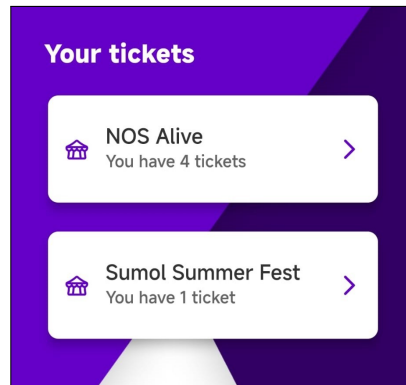 Your tickets
NOS Alive
You have 4 tickets
Sumol Summer Fest
You have 1 ticket